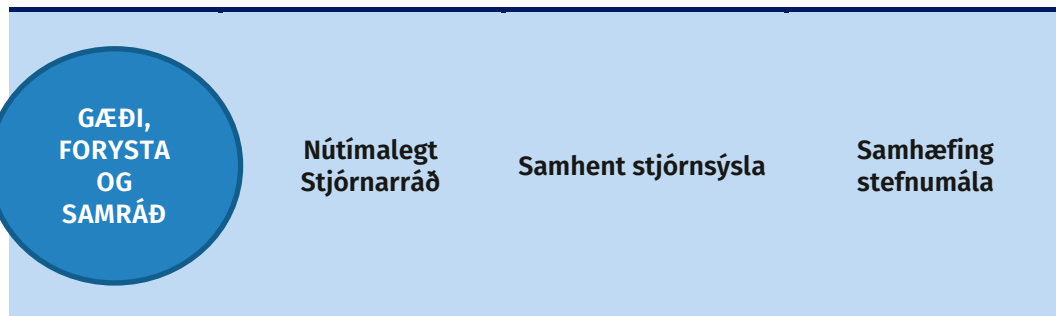 GÆÐI,
FORYSTA
OG
SAMRÁÐ
Nútímalegt
Stjórnarráð
Samhent stjórnsýsla
Samhæfing
stefnumála